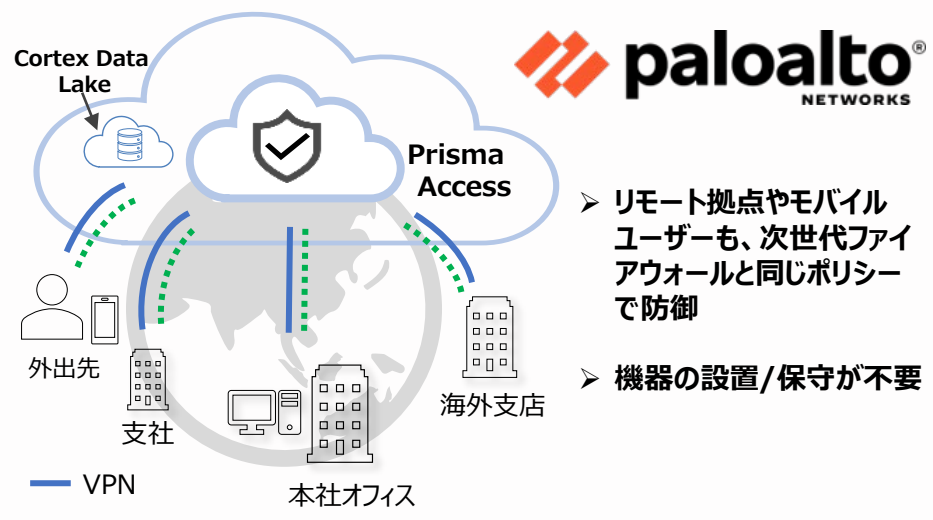 Cortex Data
Lake
Prisma
Access
外出先
支社
本社オフィス
海外支店
VPN
paloalto®
NETWORKS
➢ リモート拠点やモバイル
ユーザーも、次世代ファイ
アウォールと同じポリシー
で防御
➢ 機器の設置/保守が不要